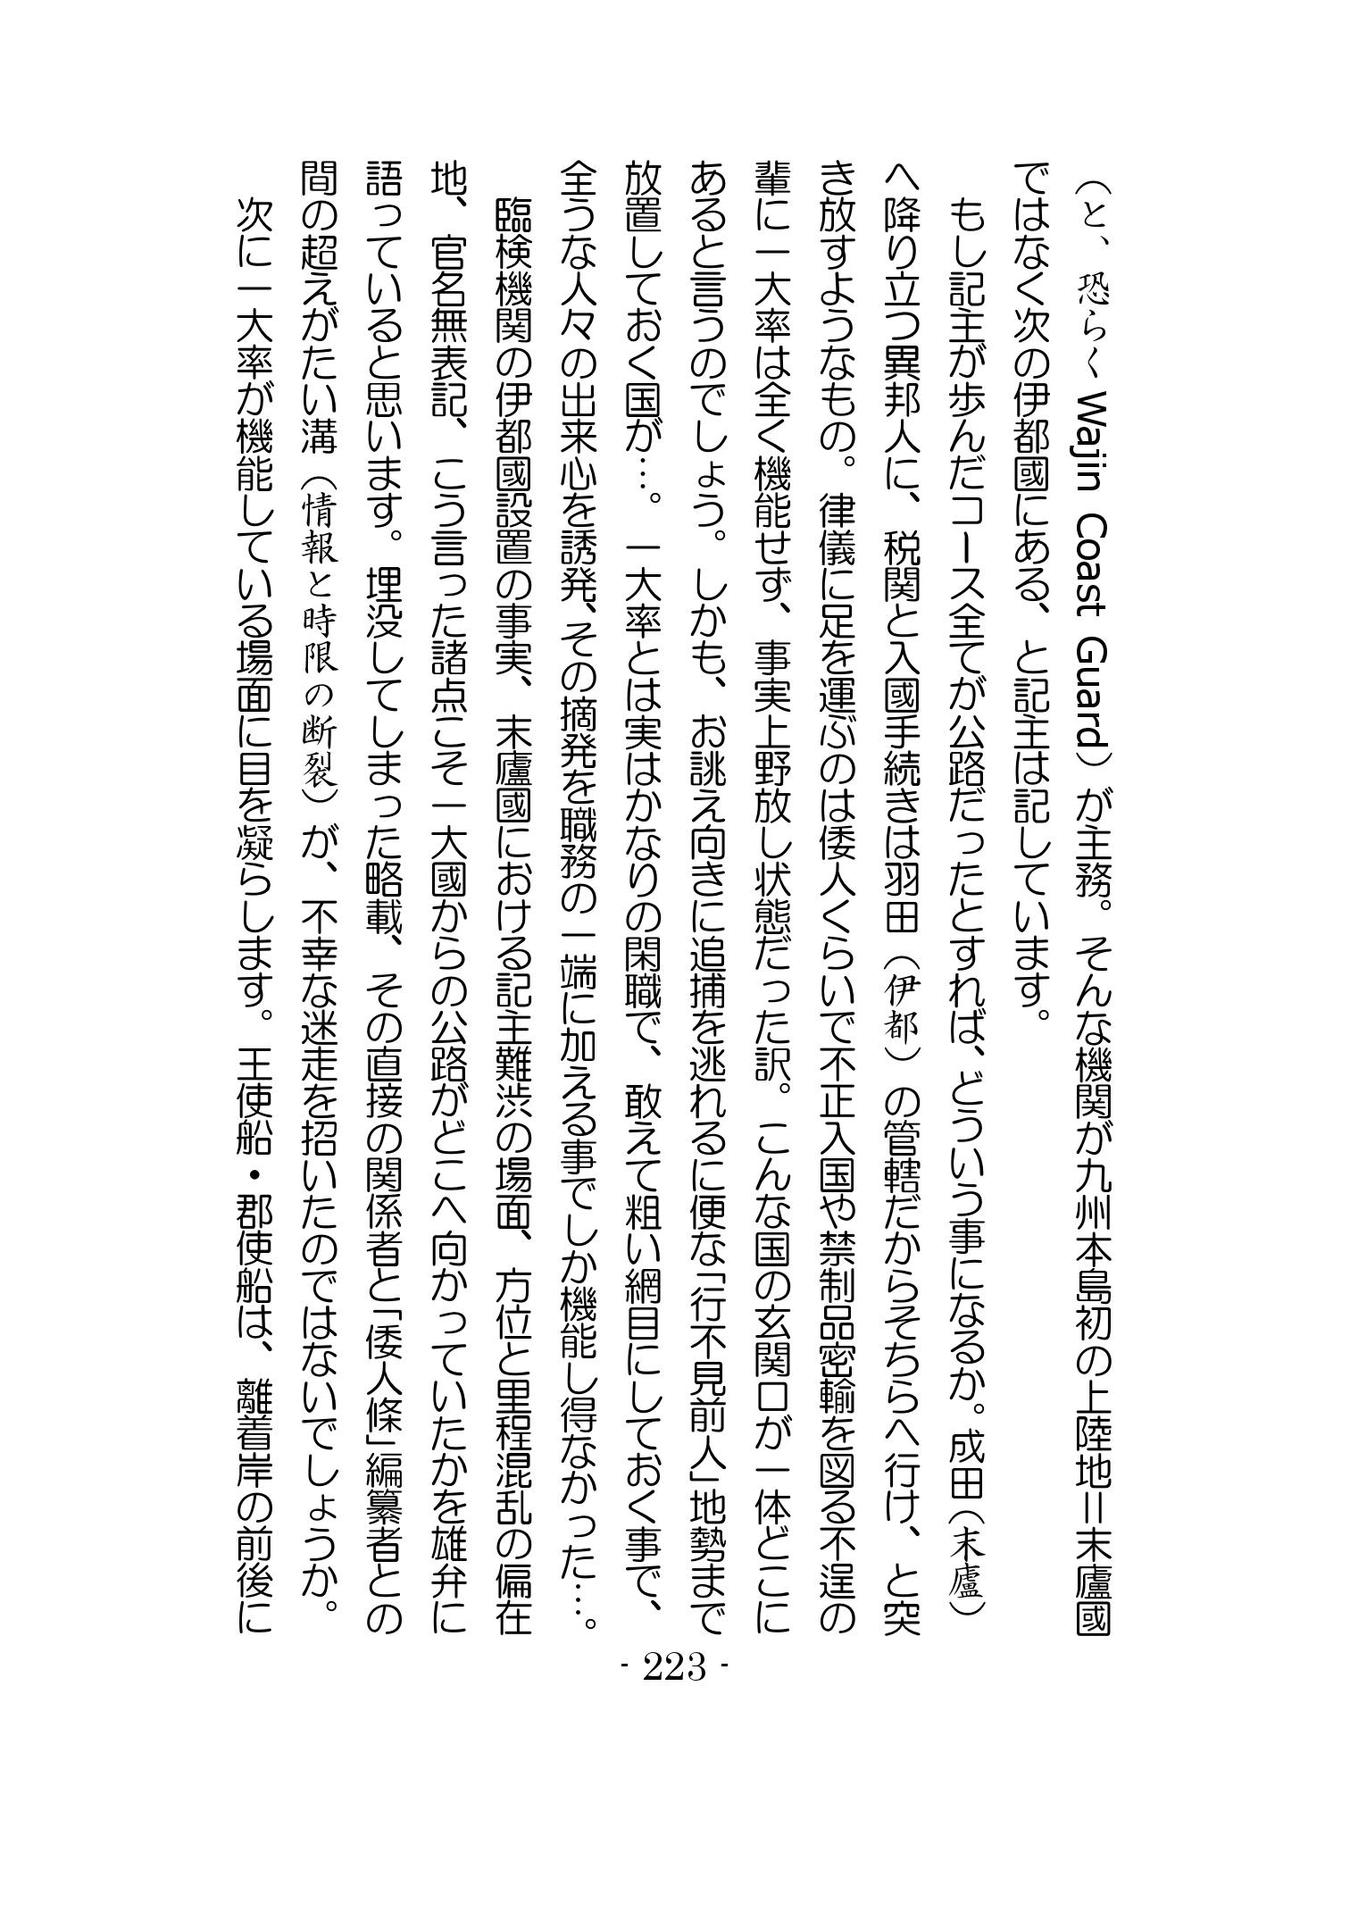 （と、恐らく Wajin Coast Guard）が主務。そんな機関が九州本島初の上陸地＝末廬國
ではなく次の伊都國にある、と記主は記しています。
　もし記主が歩んだコース全てが公路だったとすれば、どういう事になるか。成田（末廬）
へ降り立つ異邦人に、税関と入國手続きは羽田（伊都）の管轄だからそちらへ行け、と突
き放すようなもの。律儀に足を運ぶのは倭人くらいで不正入国や禁制品密輸を図る不逞の
輩に一大率は全く機能せず、事実上野放し状態だった訳。こんな国の玄関口が一体どこに
あると言うのでしょう。しかも、お誂え向きに追捕を逃れるに便な「行不見前人」地勢まで
放置しておく国が…。一大率とは実はかなりの閑職で、敢えて粗い網目にしておく事で、
全うな人々の出来心を誘発、その摘発を職務の一端に加える事でしか機能し得なかった…。
　臨検機関の伊都國設置の事実、末廬國における記主難渋の場面、方位と里程混乱の偏在
地、官名無表記、こう言った諸点こそ一大國からの公路がどこへ向かっていたかを雄弁に
語っていると思います。埋没してしまった略載、その直接の関係者と「倭人條」編纂者との
間の超えがたい溝（情報と時限の断裂）が、不幸な迷走を招いたのではないでしょうか。
　次に一大率が機能している場面に目を凝らします。王使船・郡使船は、離着岸の前後に
- 223 -